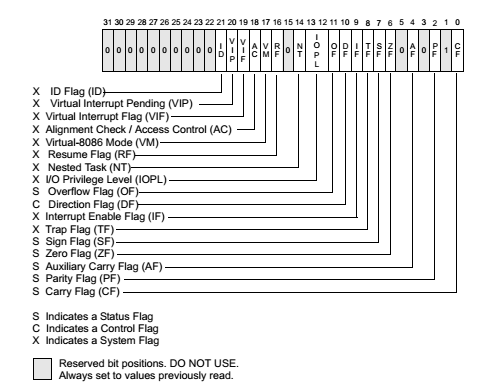 31 30 29 28 27 26 25 24 23 22 21 20 19 18 17 16 15 14 13 12 11 10 9 8 7 6 5 4 3 2 1 0
0 0 0 0 0 0 0 0 0 0 ID VIP VIF AC VM RF 0 NT IOPL OF DF IF TF SF ZF 0 AF 0 PF 1 CF
X ID Flag (ID)
X Virtual Interrupt Pending (VIP)
X Virtual Interrupt Flag (VIF)
X Alignment Check / Access Control (AC)
X Virtual-8086 Mode (VM)
X Resume Flag (RF)
X Nested Task (NT)
X I/O Privilege Level (IOPL)
S Overflow Flag (OF)
C Direction Flag (DF)
X Interrupt Enable Flag (IF)
X Trap Flag (TF)
S Sign Flag (SF)
S Zero Flag (ZF)
S Auxiliary Carry Flag (AF)
S Parity Flag (PF)
S Carry Flag (CF)
S Indicates a Status Flag
C Indicates a Control Flag
X Indicates a System Flag
Reserved bit positions. DO NOT USE.
Always set to values previously read.